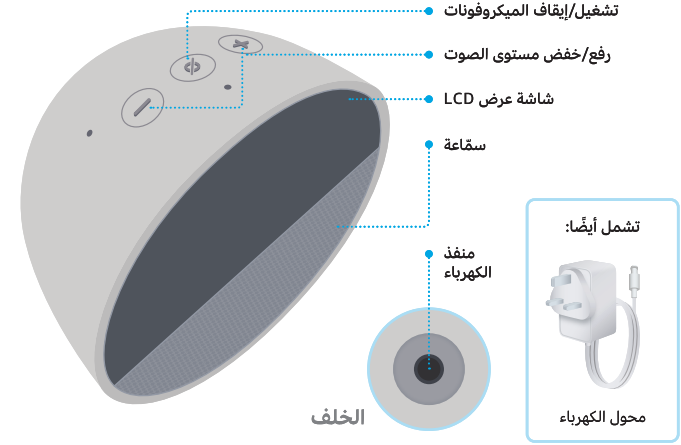 تشغيل/إيقاف الميكروفونات
رفع/خفض مستوى الصوت
شاشة عرض LCD
سمّاعة
منفذ
الكهرباء
الخلف
تشمل أيضًا:
محول الكهرباء